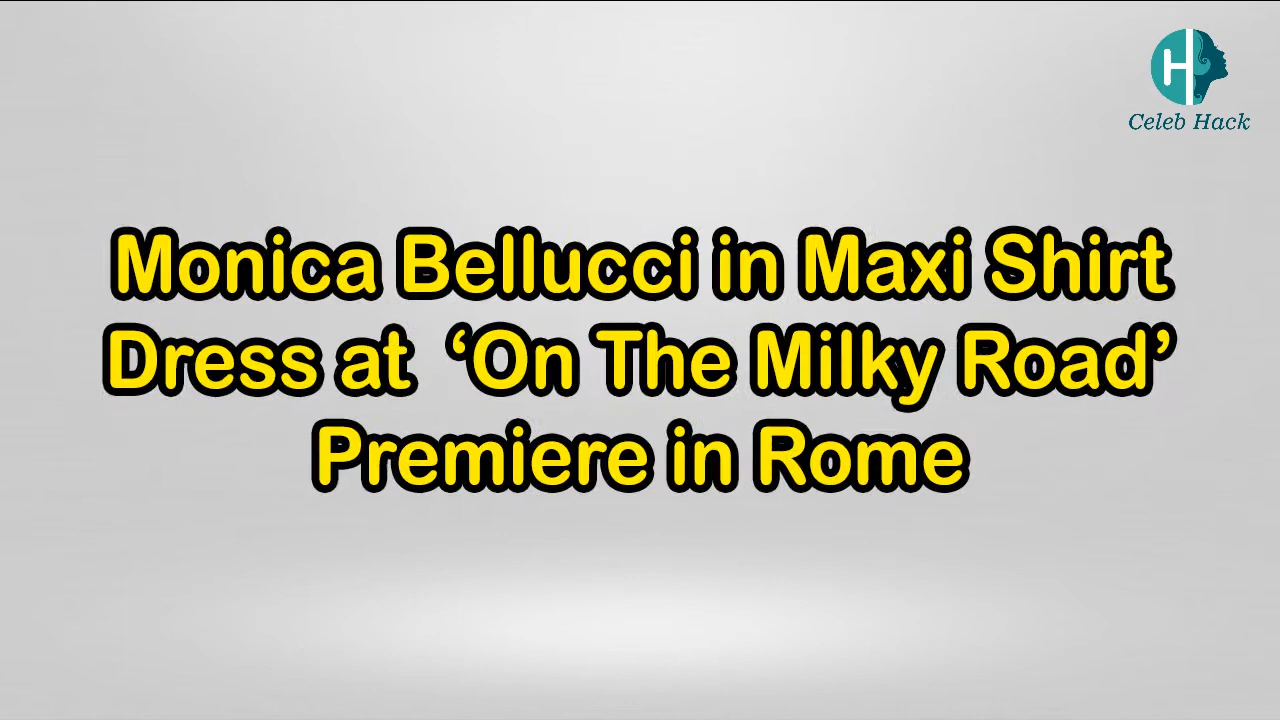 H
Celeb Hack
Monica Bellucci in Maxi Shirt
Dress at ‘On The Milky Road’
Premiere in Rome